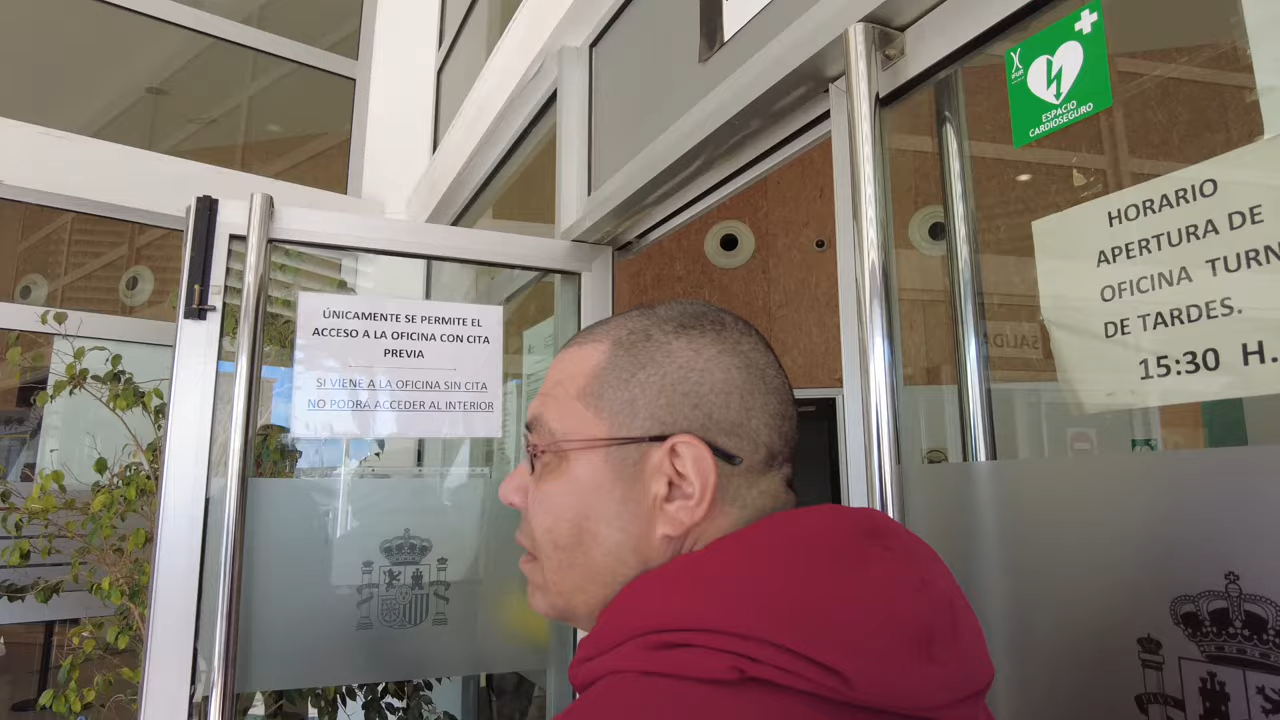 ÚNICAMENTE SE PERMITE EL
ACCESO A LA OFICINA CON CITA
PREVIA
SI VIENE A LA OFICINA SIN CITA
NO PODRÁ ACCEDER AL INTERIOR
ESPACIO
CARDIOSEGURO
HORARIO
APERTURA DE
OFICINA TURN
DE TARDES.
15:30 H.
SALIDA